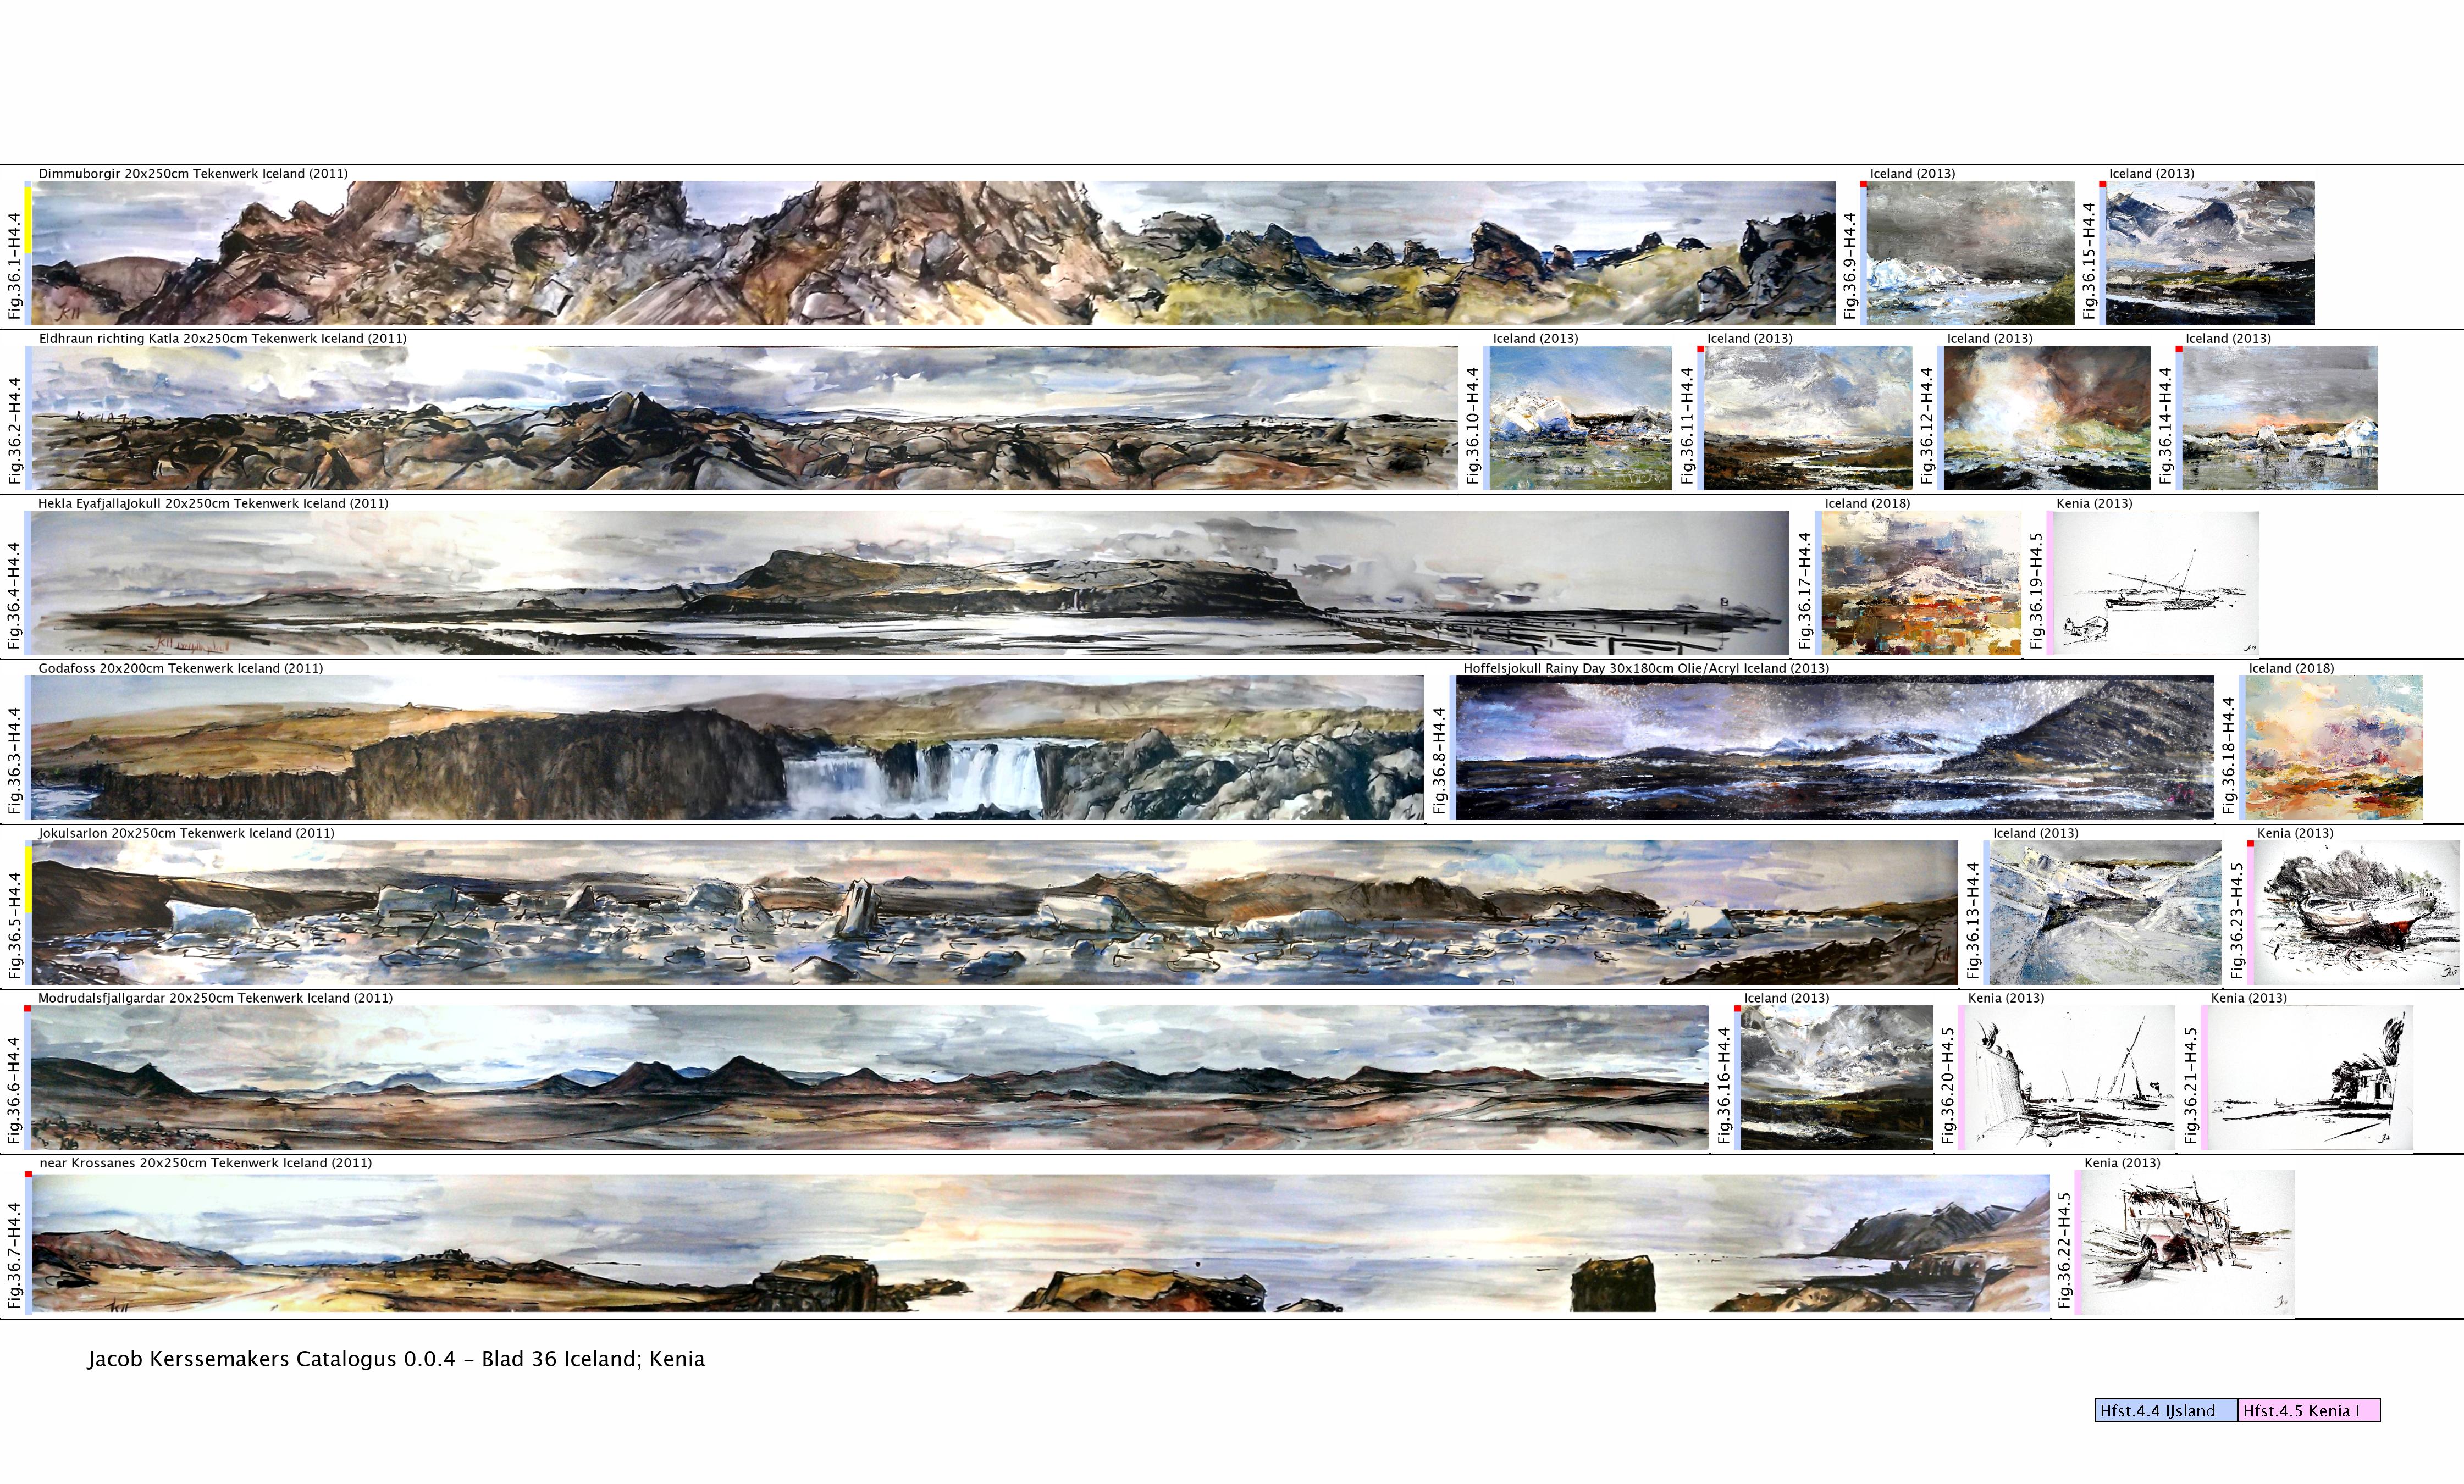 Dimmuborgir 20x250cm Tekenwerk Iceland (2011)
Fig.36.1-H4.4
Iceland (2013)
Fig.36.9-H4.4
Iceland (2013)
Fig.36.15-H4.4
Eldhraun richting Katla 20x250cm Tekenwerk Iceland (2011)
Fig.36.2-H4.4
KATLA
Iceland (2013)
Fig.36.10-H4.4
Iceland (2013)
Fig.36.11-H4.4
Iceland (2013)
Fig.36.12-H4.4
Iceland (2013)
Fig.36.14-H4.4
Hekla EyafjallaJokull 20x250cm Tekenwerk Iceland (2011)
Fig.36.4-H4.4
Iceland (2018)
Fig.36.17-H4.4
Kenia (2013)
Fig.36.19-H4.5
Godafoss 20x200cm Tekenwerk Iceland (2011)
Fig.36.3-H4.4
Hoffelsjokull Rainy Day 30x180cm Olie/Acryl Iceland (2013)
Fig.36.8-H4.4
Iceland (2018)
Fig.36.18-H4.4
Jokulsarlon 20x250cm Tekenwerk Iceland (2011)
Fig.36.5-H4.4
Iceland (2013)
Fig.36.13-H4.4
Kenia (2013)
Fig.36.23-H4.5
Modrudalsfjallgardar 20x250cm Tekenwerk Iceland (2011)
Fig.36.6-H4.4
Iceland (2013)
Fig.36.16-H4.4
Kenia (2013)
Fig.36.20-H4.5
Kenia (2013)
Fig.36.21-H4.5
near Krossanes 20x250cm Tekenwerk Iceland (2011)
Fig.36.7-H4.4
Kenia (2013)
Fig.36.22-H4.5
Jacob Kerssemakers Catalogus 0.0.4 - Blad 36 Iceland; Kenia
Hfst.4.4 IJsland
Hfst.4.5 Kenia I